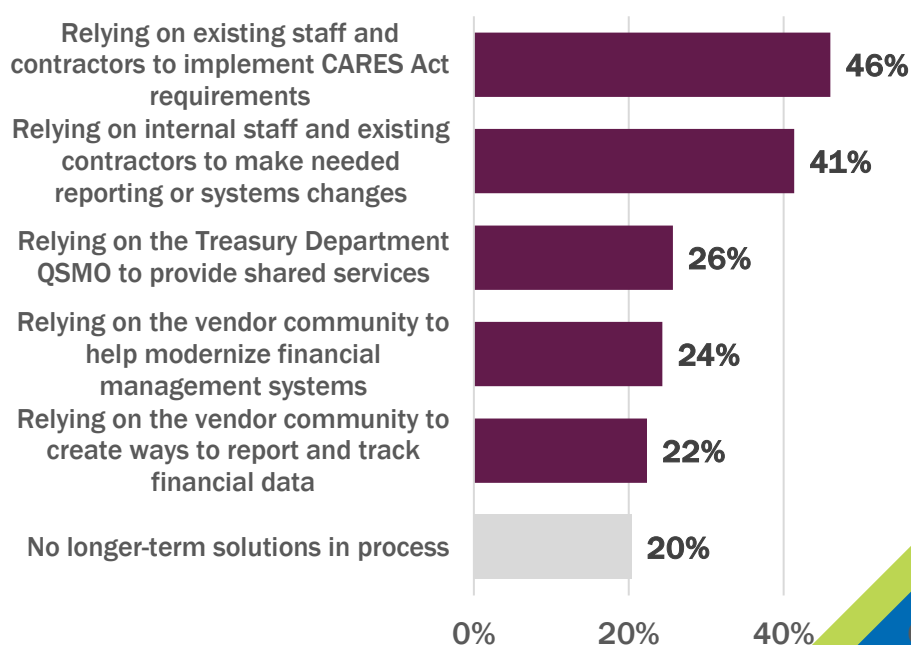 Relying on existing staff and
contractors to implement CARES Act
requirements
46%
Relying on internal staff and existing
contractors to make needed
reporting or systems changes
41%
Relying on the Treasury Department
QSMO to provide shared services
26%
Relying on the vendor community to
help modernize financial
management systems
24%
Relying on the vendor community to
create ways to report and track
financial data
22%
No longer-term solutions in process
20%
0% 20% 40%